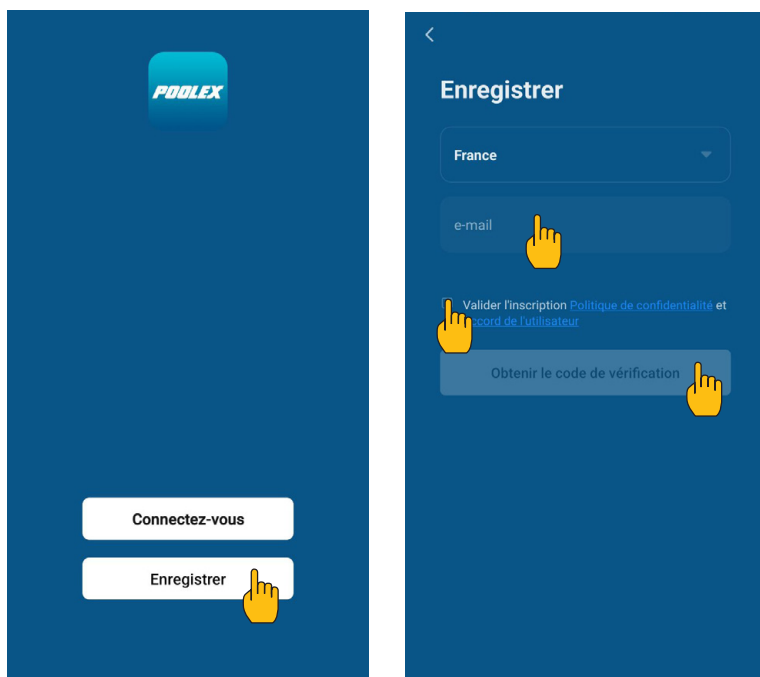 POOLEX
Connectez-vous
Enregistrer
Enregistrer
France
e-mail
Valider l'inscription Politique de confidentialité et
ccord de l'utilisateur
Obtenir le code de vérification